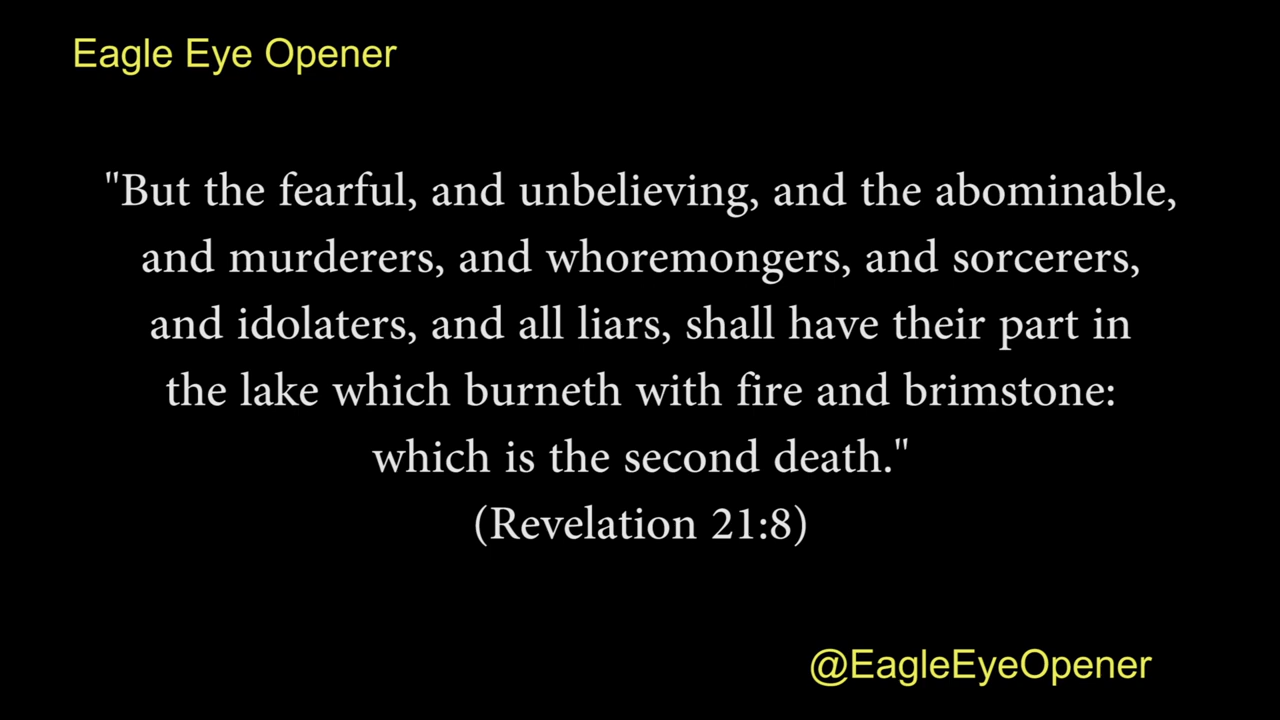 Eagle Eye Opener
"But the fearful, and unbelieving, and the abominable,
and murderers, and whoremongers, and sorcerers,
and idolaters, and all liars, shall have their part in
the lake which burneth with fire and brimstone:
which is the second death."
(Revelation 21:8)
@EagleEyeOpener